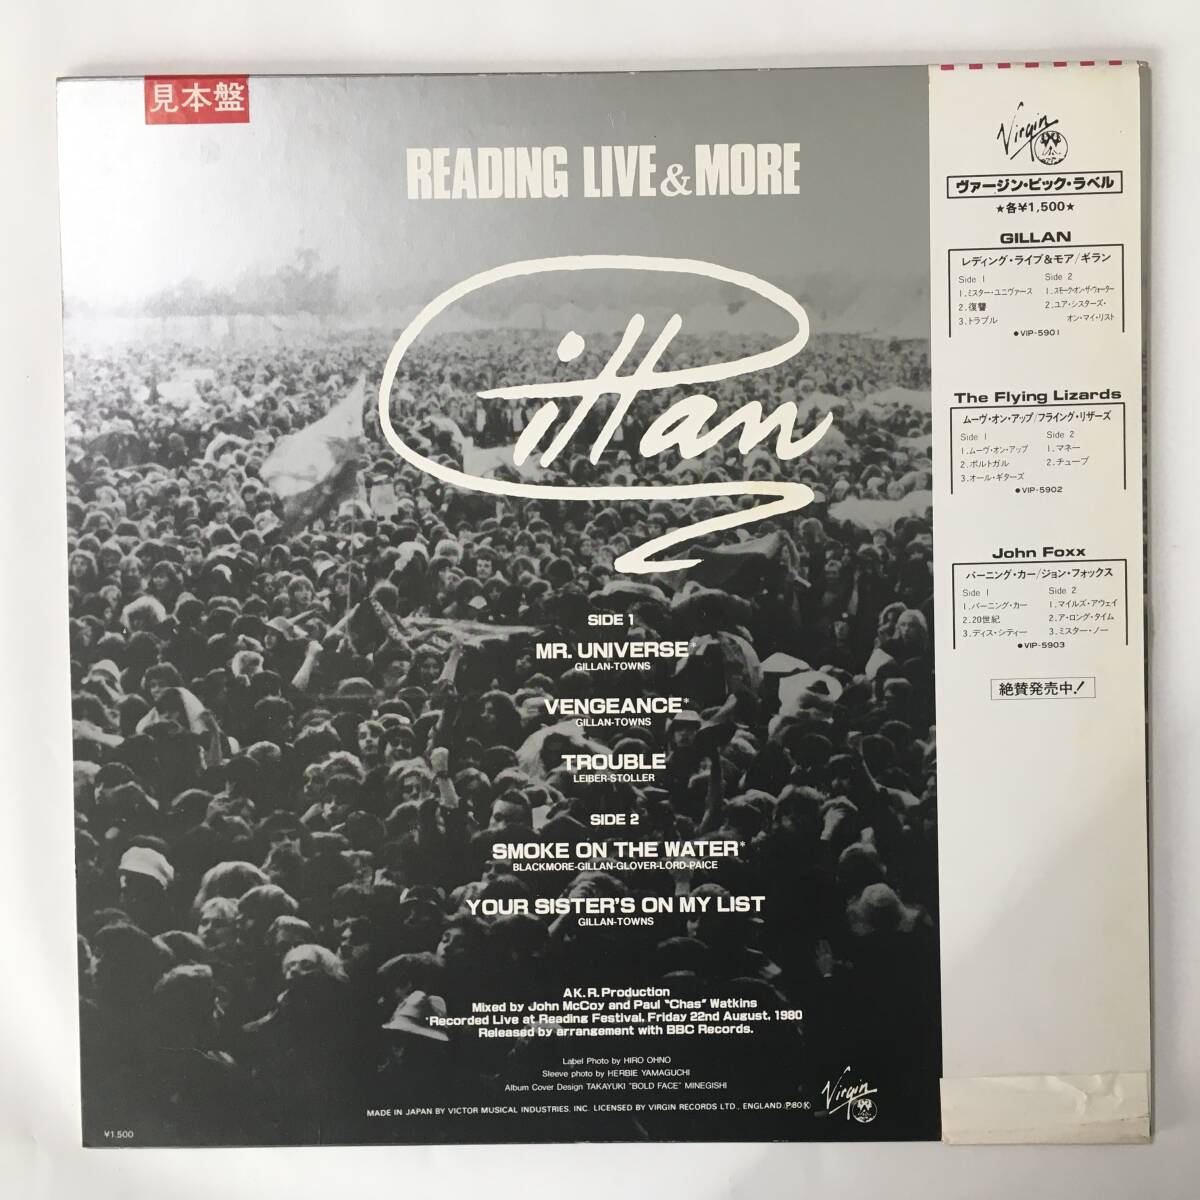 見本盤
READING LIVE & MORE
Gillan
SIDE 1
MR. UNIVERSE*
GILLAN-TOWNS
VENGEANCE*
GILLAN-TOWNS
TROUBLE
LEIBER-STOLLER
SIDE 2
SMOKE ON THE WATER*
BLACKMORE-GILLAN-GLOVER-LORD-PAICE
YOUR SISTER'S ON MY LIST
GILLAN-TOWNS
A K.R. Production
Mixed by John McCoy and Paul "Chas" Watkins
*Recorded Live at Reading Festival, Friday 22nd August, 1980
Released by arrangement with BBC Records.
Label Photo by HIRO OHNO
Sleeve photo by HERBIE YAMAGUCHI
Album Cover Design TAKAYUKI "BOLD FACE" MINEGISHI
MADE IN JAPAN BY VICTOR MUSICAL INDUSTRIES, INC. LICENSED BY VIRGIN RECORDS LTD., ENGLAND. Ⓟ80Ⓚ
Virgin
¥1,500
Virgin
ヴァージン・ピック・ラベル
★各¥1,500★
GILLAN
レディング・ライブ&モア/ギラン
Side 1
1.ミスター・ユニヴァース
2.復讐
3.トラブル
Side 2
1.スモーク・オン・ザ・ウォーター
2.ユア・シスターズ・
オン・マイ・リスト
●VIP-5901
The Flying Lizards
ムーヴ・オン・アップ/フライング・リザーズ
Side 1
1.ムーヴ・オン・アップ
2.ポルトガル
3.オール・ギターズ
Side 2
1.マネー
2.チューブ
●VIP-5902
John Foxx
バーニング・カー/ジョン・フォックス
Side 1
1.バーニング・カー
2.20世紀
3.ディス・シティー
Side 2
1.マイルズ・アウェイ
2.ア・ロング・タイム
3.ミスター・ノー
●VIP-5903
絶賛発売中!